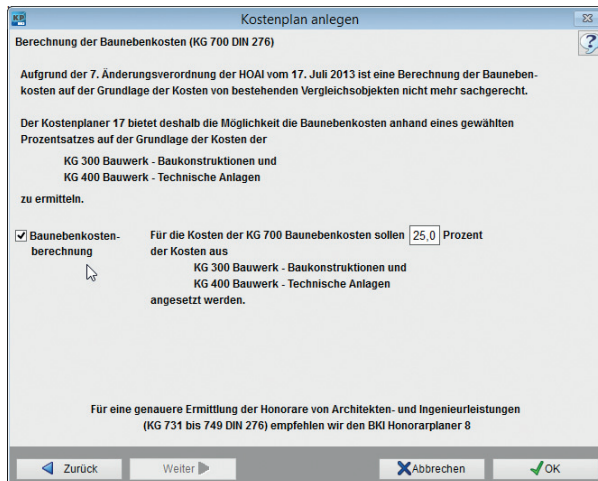 KP
Kostenplan anlegen
Berechnung der Baunebenkosten (KG 700 DIN 276)
?
Aufgrund der 7. Änderungsverordnung der HOAI vom 17. Juli 2013 ist eine Berechnung der Bauneben-
kosten auf der Grundlage der Kosten von bestehenden Vergleichsobjekten nicht mehr sachgerecht.
Der Kostenplaner 17 bietet deshalb die Möglichkeit die Baunebenkosten anhand eines gewählten
Prozentsatzes auf der Grundlage der Kosten der
KG 300 Bauwerk - Baukonstruktionen und
KG 400 Bauwerk - Technische Anlagen
zu ermitteln.
Baunebenkosten-
berechnung
Für die Kosten der KG 700 Baunebenkosten sollen 25,0 Prozent
der Kosten aus
KG 300 Bauwerk - Baukonstruktionen und
KG 400 Bauwerk - Technische Anlagen
angesetzt werden.
Für eine genauere Ermittlung der Honorare von Architekten- und Ingenieurleistungen
(KG 731 bis 749 DIN 276) empfehlen wir den BKI Honorarplaner 8
Zurück
Weiter
Abbrechen
OK